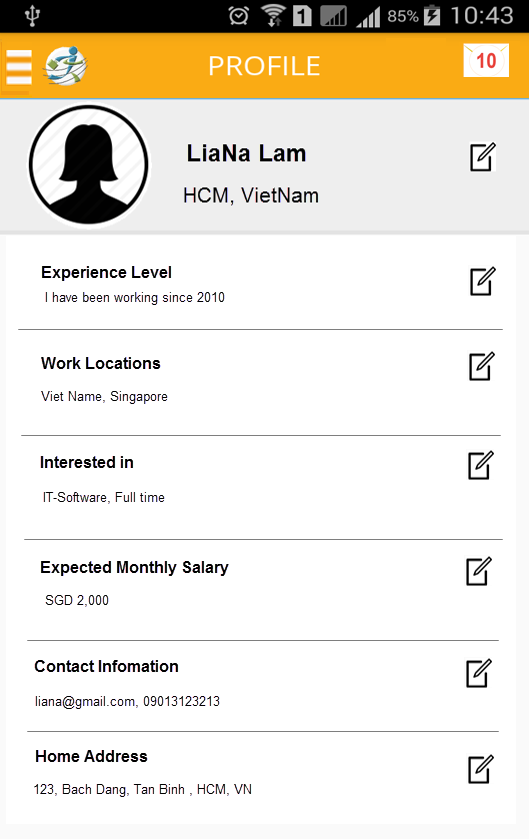 1 85% 10:43
PROFILE 10
LiaNa Lam
HCM, VietNam
Experience Level
I have been working since 2010
Work Locations
Viet Name, Singapore
Interested in
IT-Software, Full time
Expected Monthly Salary
SGD 2,000
Contact Infomation
liana@gmail.com, 09013123213
Home Address
123, Bach Dang, Tan Binh , HCM, VN